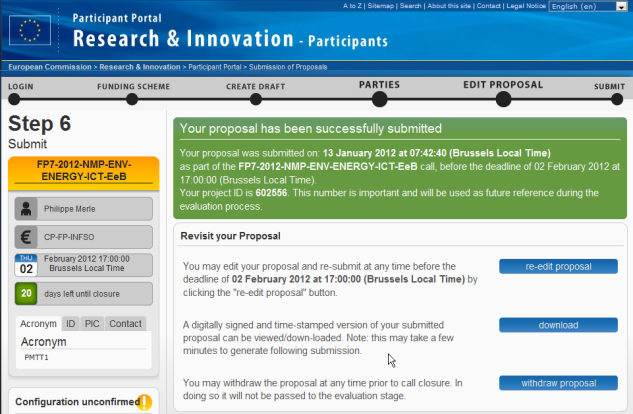 A to Z | Sitemap | Search | About this site | Contact | Legal Notice English (en)
Participant Portal
Research & Innovation - Participants
European Commission > Research & Innovation > Participant Portal > Submission of Proposals
LOGIN FUNDING SCHEME CREATE DRAFT PARTIES EDIT PROPOSAL SUBMIT
Step 6
Submit
FP7-2012-NMP-ENV-
ENERGY-ICT-EeB
Philippe Merle
€ CP-FP-INFSO
THU
02
February 2012 17:00:00
Brussels Local Time
20 days left until closure
Acronym ID PIC Contact
Acronym
PMTT1
Configuration unconfirmed!
Your proposal has been successfully submitted
Your proposal was submitted on: 13 January 2012 at 07:42:40 (Brussels Local Time)
as part of the FP7-2012-NMP-ENV-ENERGY-ICT-EeB call, before the deadline of 02 February 2012 at
17:00:00 (Brussels Local Time).
Your project ID is 602556. This number is important and will be used as future reference during the
evaluation process.
Revisit your Proposal
You may edit your proposal and re-submit at any time before the
deadline of 02 February 2012 at 17:00:00 (Brussels Local Time) by
clicking the "re-edit proposal" button.
re-edit proposal
A digitally signed and time-stamped version of your submitted
proposal can be viewed/down-loaded. Note: this may take a few
minutes to generate following submission.
download
You may withdraw the proposal at any time prior to call closure. In
doing so it will not be passed to the evaluation stage.
withdraw proposal